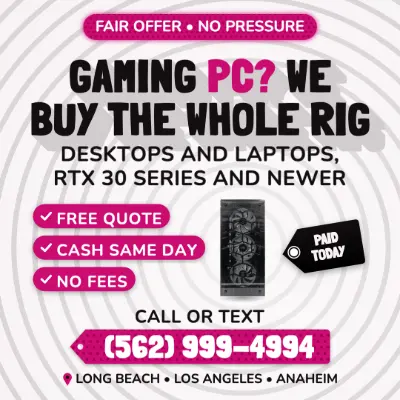 FAIR OFFER • NO PRESSURE
GAMING PC? WE
BUY THE WHOLE RIG
DESKTOPS AND LAPTOPS,
RTX 30 SERIES AND NEWER
FREE QUOTE
CASH SAME DAY
NO FEES
PAID
TODAY
CALL OR TEXT
(562) 999-4994
LONG BEACH • LOS ANGELES • ANAHEIM